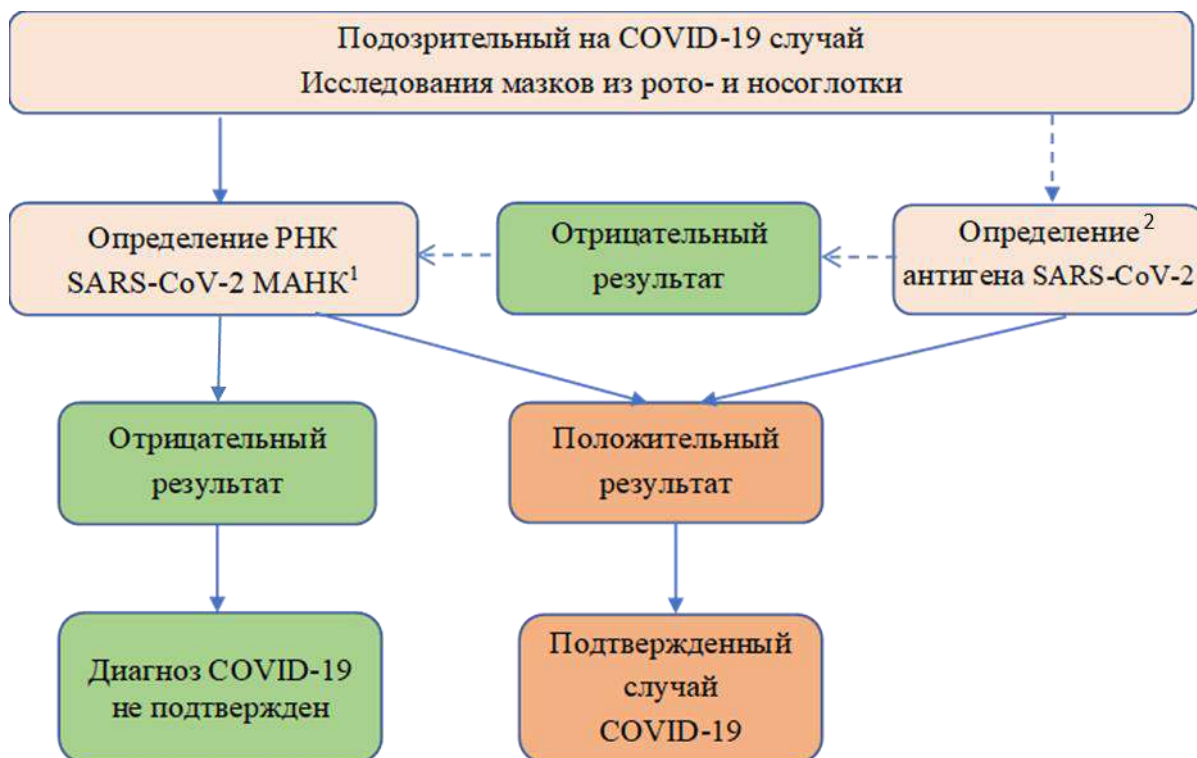 Подозрительный на COVID-19 случай
Исследования мазков из рото- и носоглотки
Определение РНК
SARS-CoV-2 МАНК¹
Отрицательный
результат
Определение²
антигена SARS-CoV-2
Отрицательный
результат
Положительный
результат
Диагноз COVID-19
не подтвержден
Подтвержденный
случай
COVID-19